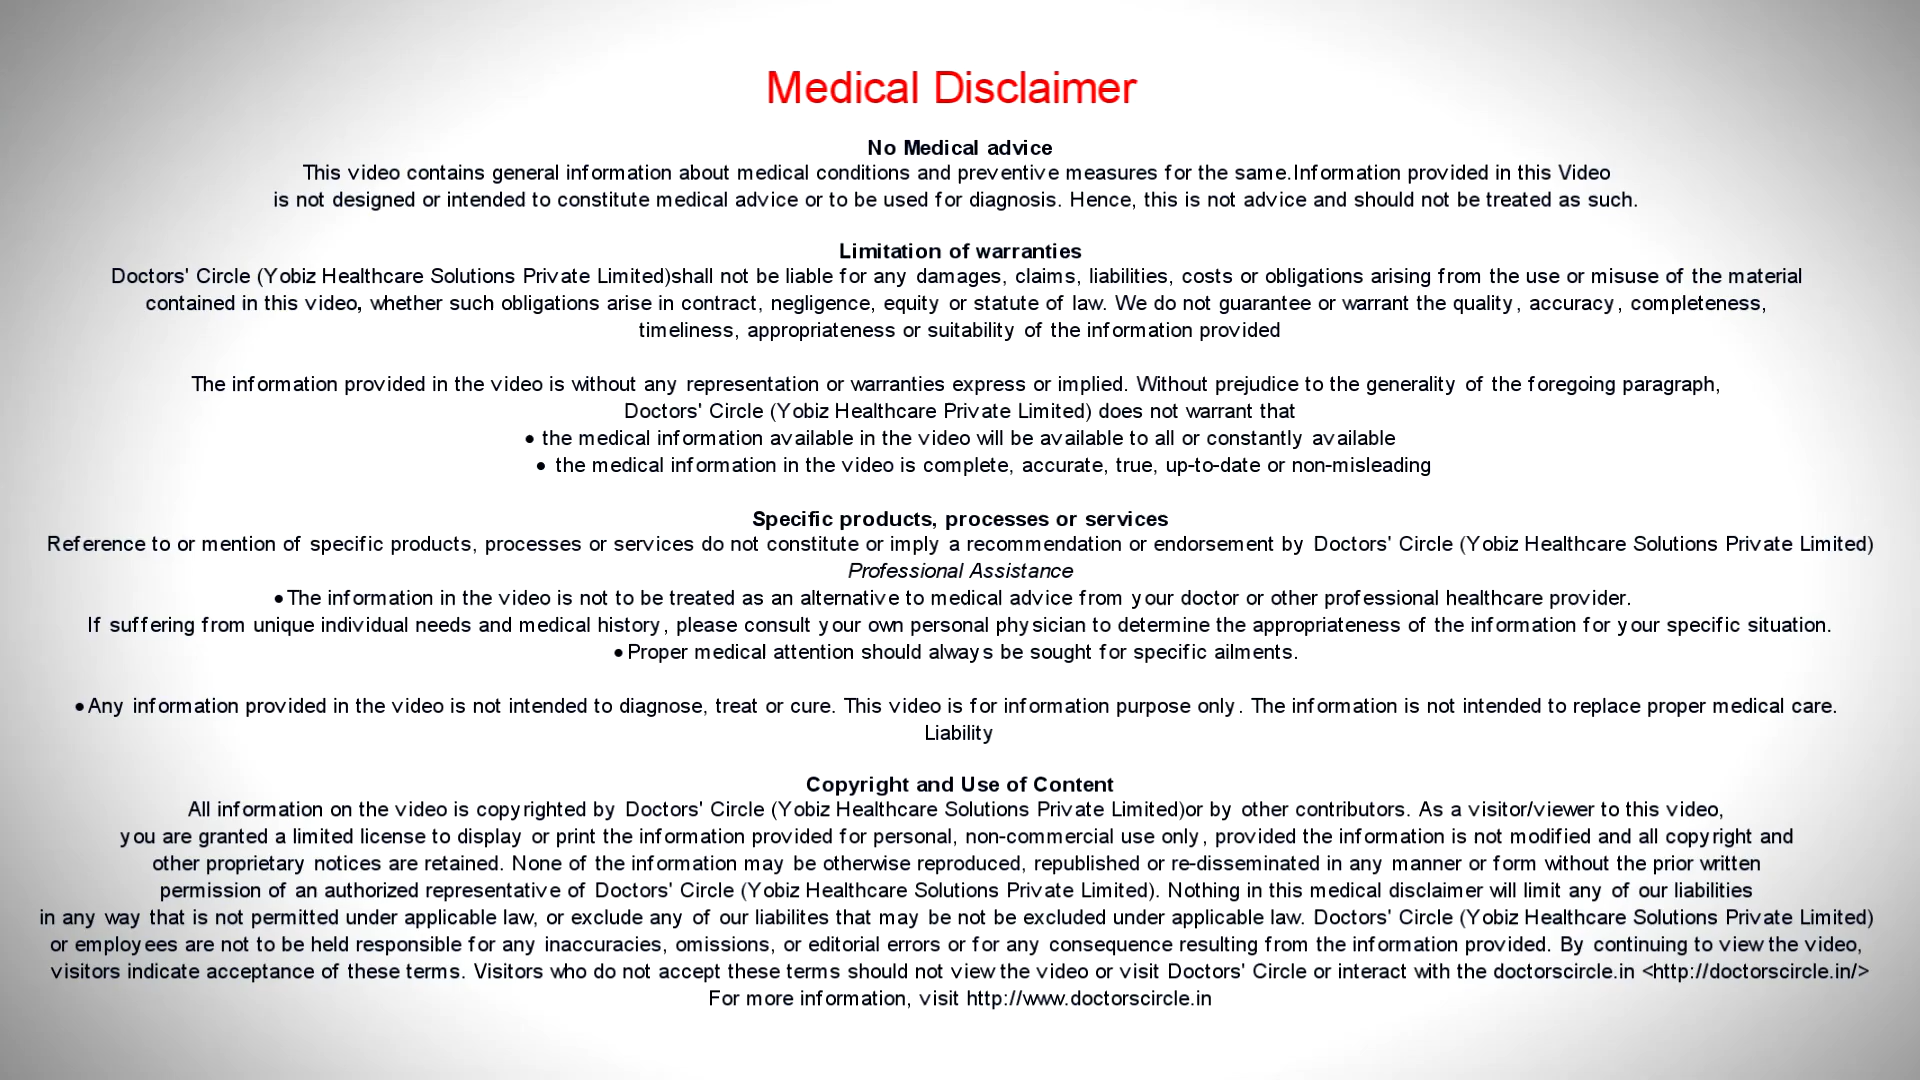 Medical Disclaimer
No Medical advice
This video contains general information about medical conditions and preventive measures for the same.Information provided in this Video
is not designed or intended to constitute medical advice or to be used for diagnosis. Hence, this is not advice and should not be treated as such.
Limitation of warranties
Doctors' Circle (Yobiz Healthcare Solutions Private Limited)shall not be liable for any damages, claims, liabilities, costs or obligations arising from the use or misuse of the material
contained in this video, whether such obligations arise in contract, negligence, equity or statute of law. We do not guarantee or warrant the quality, accuracy, completeness,
timeliness, appropriateness or suitability of the information provided
The information provided in the video is without any representation or warranties express or implied. Without prejudice to the generality of the foregoing paragraph,
Doctors' Circle (Yobiz Healthcare Private Limited) does not warrant that
• the medical information available in the video will be available to all or constantly available
• the medical information in the video is complete, accurate, true, up-to-date or non-misleading
Specific products, processes or services
Reference to or mention of specific products, processes or services do not constitute or imply a recommendation or endorsement by Doctors' Circle (Yobiz Healthcare Solutions Private Limited)
Professional Assistance
•The information in the video is not to be treated as an alternative to medical advice from your doctor or other professional healthcare provider.
If suffering from unique individual needs and medical history, please consult your own personal physician to determine the appropriateness of the information for your specific situation.
•Proper medical attention should always be sought for specific ailments.
•Any information provided in the video is not intended to diagnose, treat or cure. This video is for information purpose only. The information is not intended to replace proper medical care.
Liability
Copyright and Use of Content
All information on the video is copyrighted by Doctors' Circle (Yobiz Healthcare Solutions Private Limited)or by other contributors. As a visitor/viewer to this video,
you are granted a limited license to display or print the information provided for personal, non-commercial use only, provided the information is not modified and all copyright and
other proprietary notices are retained. None of the information may be otherwise reproduced, republished or re-disseminated in any manner or form without the prior written
permission of an authorized representative of Doctors' Circle (Yobiz Healthcare Solutions Private Limited). Nothing in this medical disclaimer will limit any of our liabilities
in any way that is not permitted under applicable law, or exclude any of our liabilites that may be not be excluded under applicable law. Doctors' Circle (Yobiz Healthcare Solutions Private Limited)
or employees are not to be held responsible for any inaccuracies, omissions, or editorial errors or for any consequence resulting from the information provided. By continuing to view the video,
visitors indicate acceptance of these terms. Visitors who do not accept these terms should not view the video or visit Doctors' Circle or interact with the doctorscircle.in <http://doctorscircle.in/>
For more information, visit http://www.doctorscircle.in